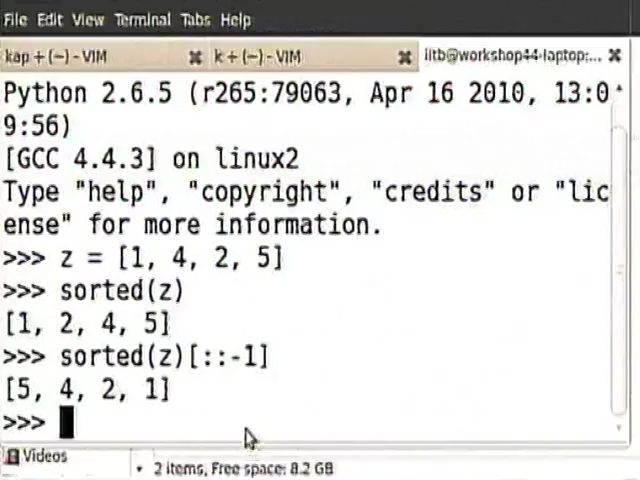 File Edit View Terminal Tabs Help
kap + (~) - VIM
k + (~) - VIM
iitb@workshop44-laptop:...
Python 2.6.5 (r265:79063, Apr 16 2010, 13:0
9:56)
[GCC 4.4.3] on linux2
Type "help", "copyright", "credits" or "lic
ense" for more information.
>>> z = [1, 4, 2, 5]
>>> sorted(z)
[1, 2, 4, 5]
>>> sorted(z)[::-1]
[5, 4, 2, 1]
>>>
Videos
2 items, Free space: 8.2 GB